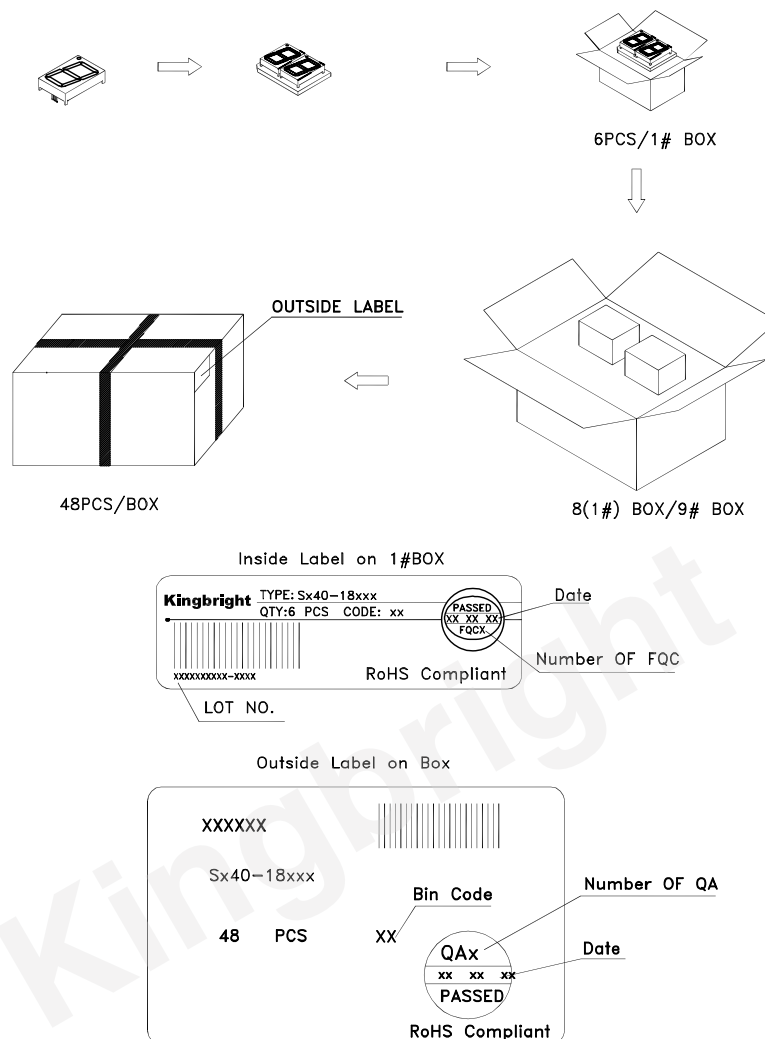 6PCS/1# BOX
OUTSIDE LABEL
48PCS/BOX
8(1#) BOX/9# BOX
Inside Label on 1#BOX
Kingbright
TYPE: Sx40-18xxx
QTY:6 PCS CODE: xx
PASSED
XX XX XX
FQCX
Date
Number OF FQC
xxxxxxxxxx-xxxx
RoHS Compliant
LOT NO.
Outside Label on Box
XXXXXX
Sx40-18xxx
Bin Code
Number OF QA
48 PCS
XX
QAx
xx xx xx
Date
PASSED
RoHS Compliant
Kingbright